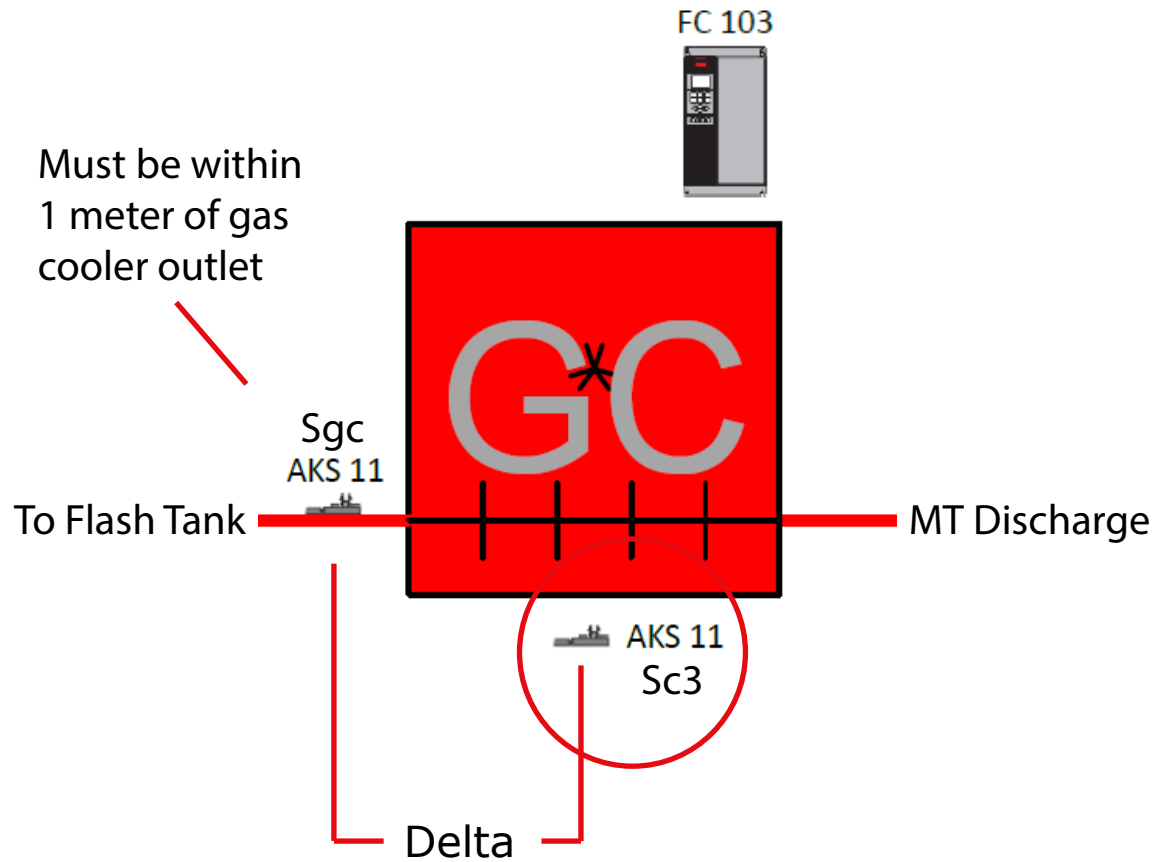 FC 103
Must be within
1 meter of gas
cooler outlet
G*C
Sgc
AKS 11
To Flash Tank
MT Discharge
AKS 11
Sc3
Delta